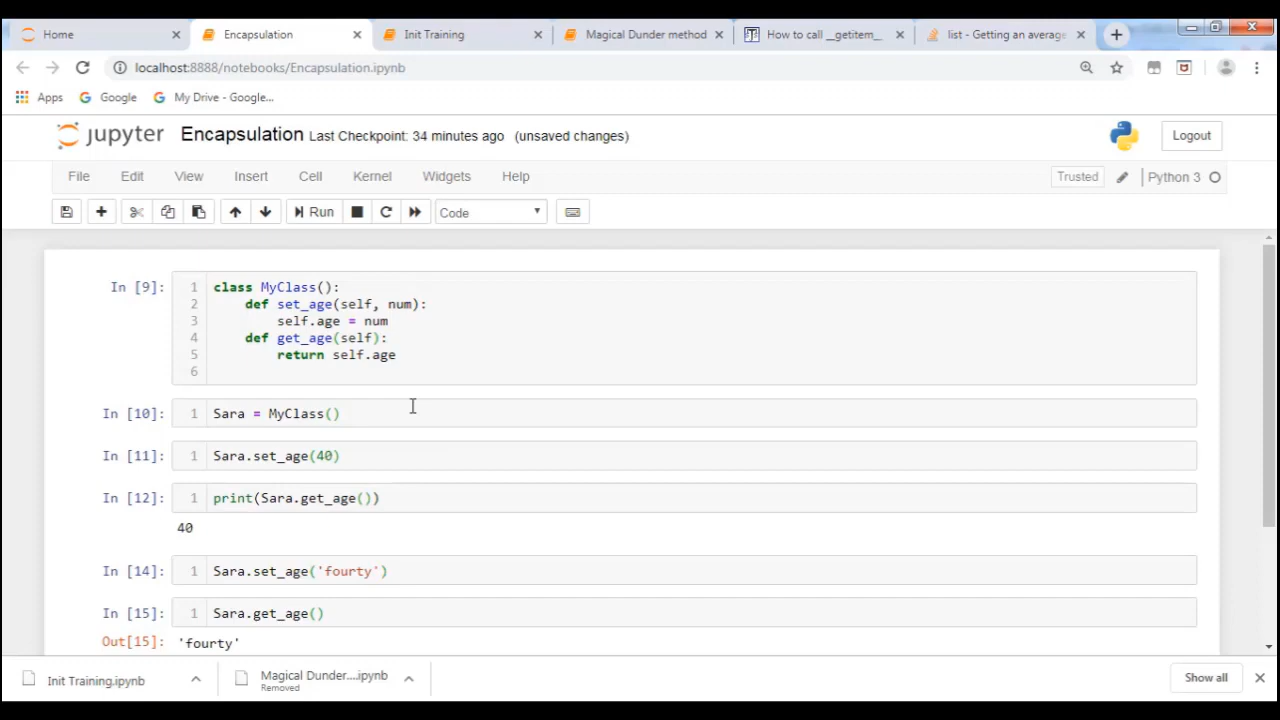 Home
Encapsulation
Init Training
Magical Dunder method
How to call __getitem_
list - Getting an average
localhost:8888/notebooks/Encapsulation.ipynb
Apps
Google
My Drive - Google...
jupyter
Encapsulation Last Checkpoint: 34 minutes ago (unsaved changes)
Logout
File Edit View Insert Cell Kernel Widgets Help
Trusted
Python 3
Run
Code
In [9]:
1 class MyClass():
2 def set_age(self, num):
3 self.age = num
4 def get_age(self):
5 return self.age
6
In [10]: 1 Sara = MyClass()
In [11]: 1 Sara.set_age(40)
In [12]: 1 print(Sara.get_age())
40
In [14]: 1 Sara.set_age('fourty')
In [15]: 1 Sara.get_age()
Out[15]: 'fourty'
Init Training.ipynb
Magical Dunder....ipynb
Removed
Show all